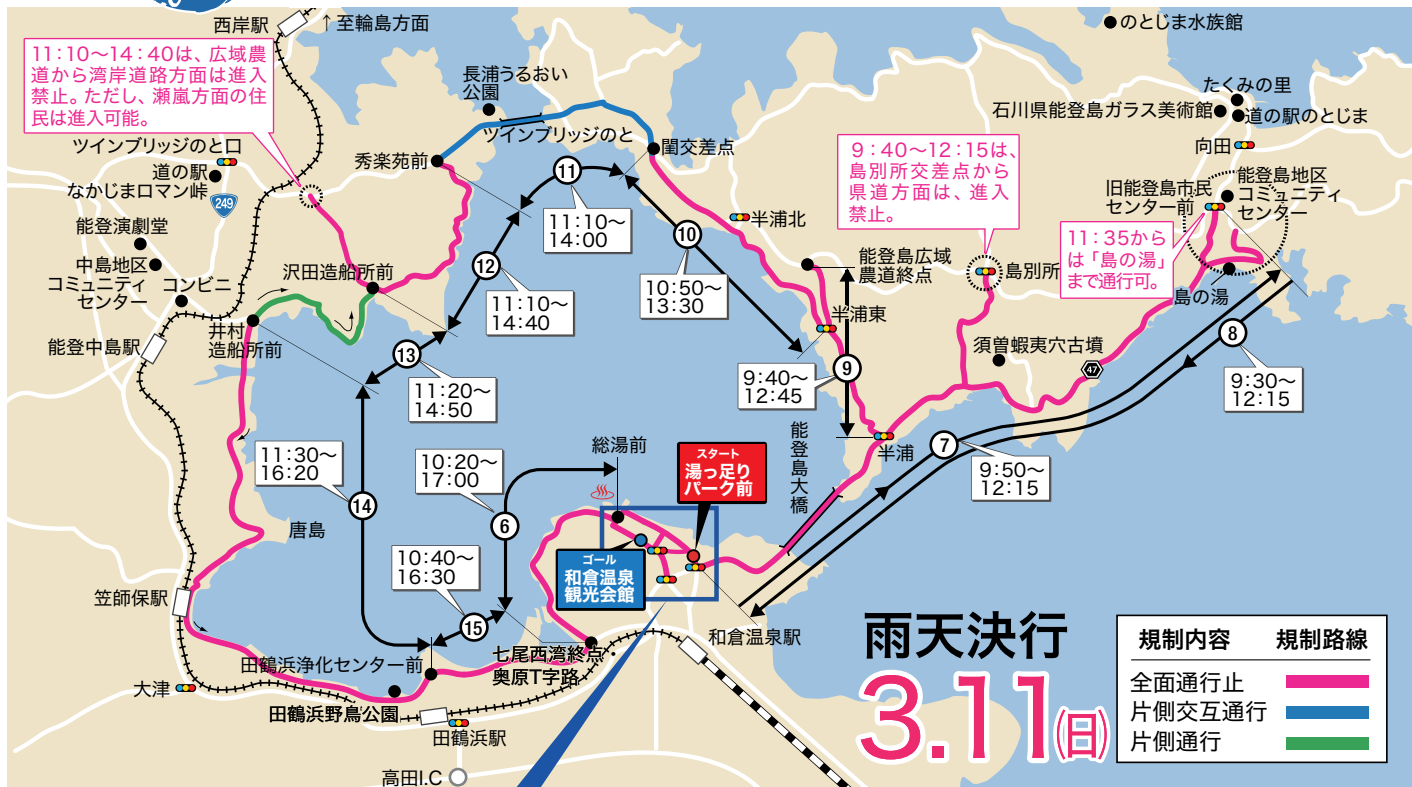 西岸駅
↑至輪島方面
11：10〜14：40は、広域農
道から湾岸道路方面は進入
禁止。ただし、瀬嵐方面の住
民は進入可能。
長浦うるおい
公園
ツインブリッジのと
のとじま水族館
たくみの里
石川県能登島ガラス美術館
道の駅のとじま
向田
ツインブリッジのと口
道の駅
なかじまロマン峠
249
秀楽苑前
閨交差点
9：40〜12：15は、
島別所交差点から
県道方面は、進入
禁止。
旧能登島市民
センター前
能登島地区
コミュニティ
センター
11：35から
は「島の湯」
まで通行可。
島の湯
能登演劇堂
中島地区
コミュニティ
センター
コンビニ
沢田造船所前
井村
造船所前
能登中島駅
半浦北
能登島広域
農道終点
島別所
半浦東
須曽蝦夷穴古墳
47
半浦
能登島大橋
⑪
11：10〜
14：00
⑩
10：50〜
13：30
⑫
11：10〜
14：40
⑬
11：20〜
14：50
⑨
9：40〜
12：45
⑧
9：30〜
12：15
⑦
9：50〜
12：15
⑭
11：30〜
16：20
⑥
10：20〜
17：00
⑮
10：40〜
16：30
総湯前
スタート
湯っ足り
パーク前
ゴール
和倉温泉
観光会館
唐島
笠師保駅
大津
田鶴浜浄化センター前
田鶴浜野鳥公園
田鶴浜駅
高田I.C
七尾西湾終点・
奥原T字路
和倉温泉駅
雨天決行
3.11(日)
規制内容 規制路線
全面通行止
片側交互通行
片側通行